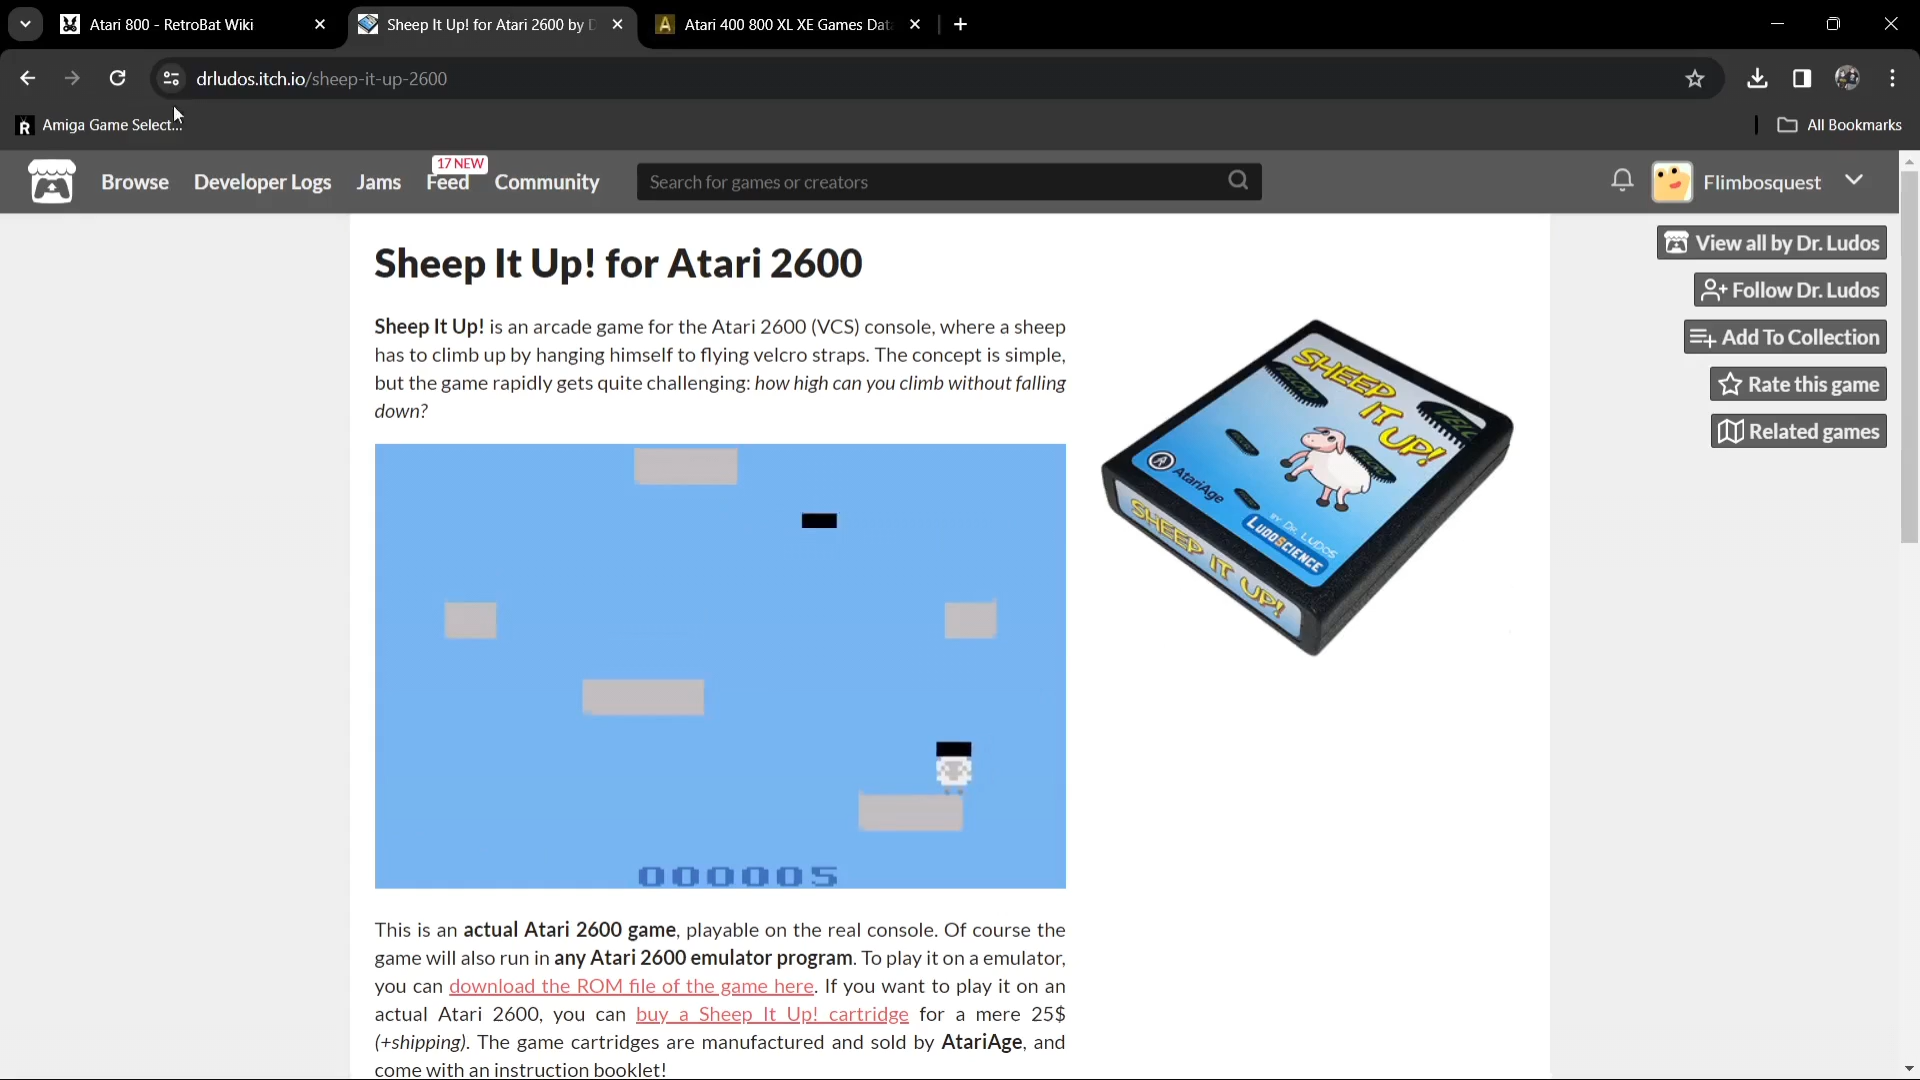 Atari 800 - RetroBat Wiki
Sheep It Up! for Atari 2600 by D
Atari 400 800 XL XE Games Dat
drludos.itch.io/sheep-it-up-2600
Amiga Game Select...
All Bookmarks
17 NEW
Browse Developer Logs Jams Feed Community
Search for games or creators
Flimbosquest
View all by Dr. Ludos
Follow Dr. Ludos
Add To Collection
Rate this game
Related games
Sheep It Up! for Atari 2600
Sheep It Up! is an arcade game for the Atari 2600 (VCS) console, where a sheep
has to climb up by hanging himself to flying velcro straps. The concept is simple,
but the game rapidly gets quite challenging: how high can you climb without falling
down?
000005
SHEEP
IT
UP!
VELCRO
VELC
VELCRO
VELCRO
AtariAge
BY DR. LUDOS
LUDOSCIENCE
SHEEP IT UP!
This is an actual Atari 2600 game, playable on the real console. Of course the
game will also run in any Atari 2600 emulator program. To play it on a emulator,
you can download the ROM file of the game here. If you want to play it on an
actual Atari 2600, you can buy a Sheep It Up! cartridge for a mere 25$
(+shipping). The game cartridges are manufactured and sold by AtariAge, and
come with an instruction booklet!